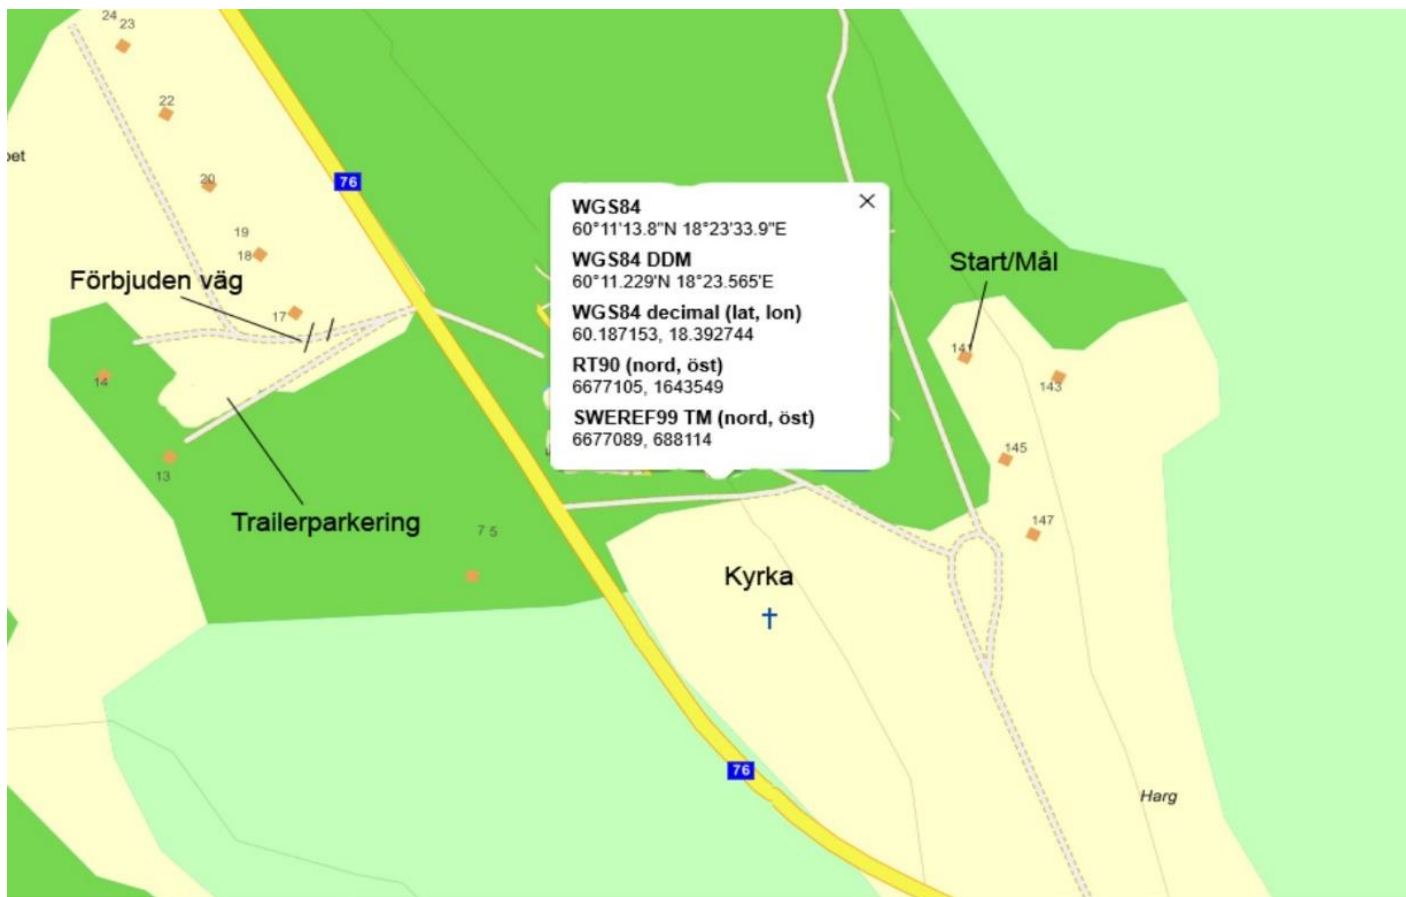 24
23
22
et
76
20
WGS84
60°11'13.8"N 18°23'33.9"E
19
18
WGS84 DDM
60°11.229'N 18°23.565'E
Start/Mål
Förbjuden väg
WGS84 decimal (lat, lon)
60.187153, 18.392744
17
141
RT90 (nord, öst)
6677105, 1643549
14
143
SWEREF99 TM (nord, öst)
6677089, 688114
145
13
Trailerparkering
147
7 5
Kyrka
76
Harg